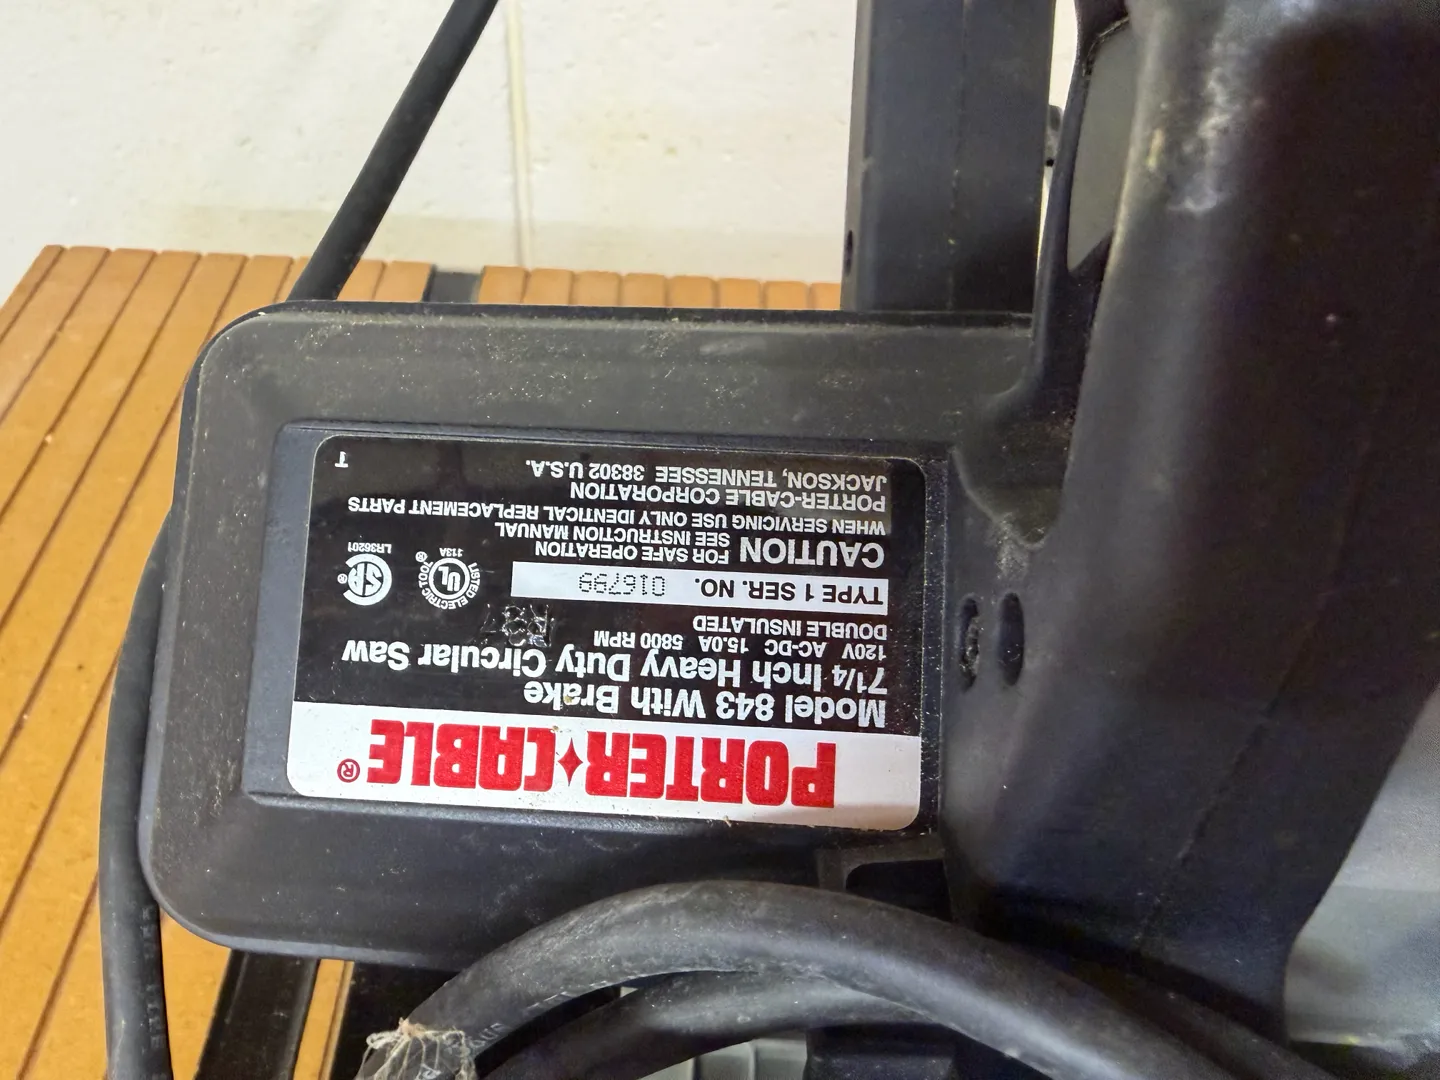 PORTER✦CABLE®
Model 843 With Brake
7 1/4 Inch Heavy Duty Circular Saw
120V AC-DC 15.0A 5800 RPM
DOUBLE INSULATED
TYPE 1 SER. NO. 016799
CAUTION FOR SAFE OPERATION
SEE INSTRUCTION MANUAL
WHEN SERVICING USE ONLY IDENTICAL REPLACEMENT PARTS
PORTER-CABLE CORPORATION
JACKSON, TENNESSEE 38302 U.S.A.
T
LISTED ELECTRIC TOOL
UL®
113A
SA®
LR36201